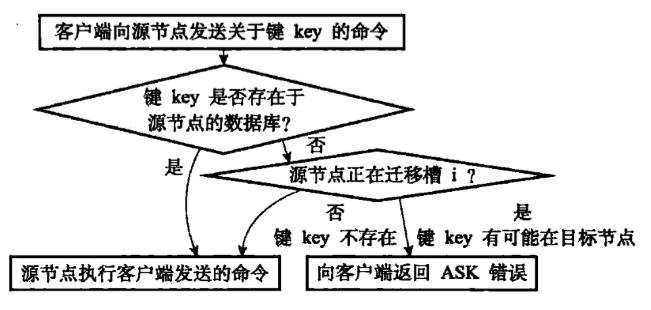 客户端向源节点发送关于键 key 的命令
键 key 是否存在于
源节点的数据库?
否
是
源节点正在迁移槽 i ?
否
是
键 key 不存在
键 key 有可能在目标节点
源节点执行客户端发送的命令
向客户端返回 ASK 错误